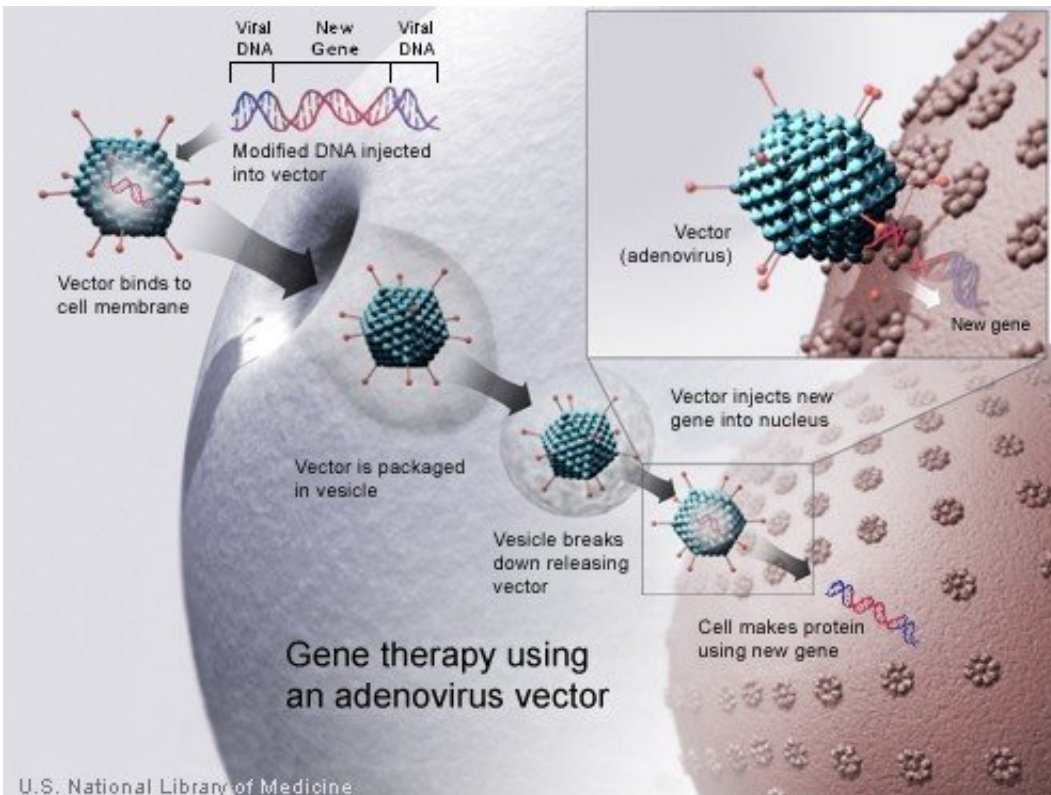 Viral
DNA
New
Gene
Viral
DNA
Modified DNA injected
into vector
Vector binds to
cell membrane
Vector
(adenovirus)
New gene
Vector injects new
gene into nucleus
Vector is packaged
in vesicle
Vesicle breaks
down releasing
vector
Cell makes protein
using new gene
Gene therapy using
an adenovirus vector
U.S. National Library of Medicine